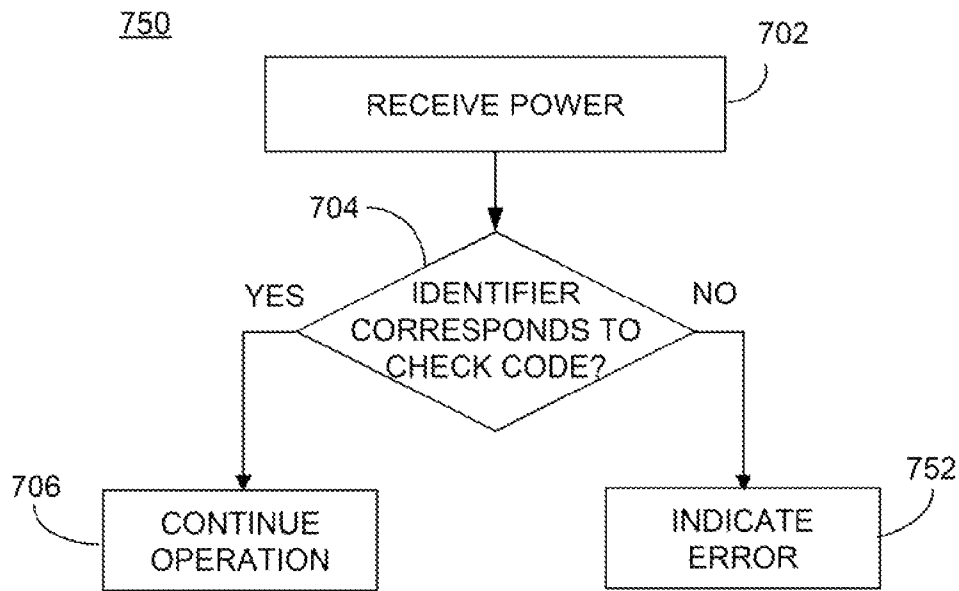 750
702
RECEIVE POWER
704
YES
IDENTIFIER
CORRESPONDS TO
CHECK CODE?
NO
706
CONTINUE
OPERATION
752
INDICATE
ERROR